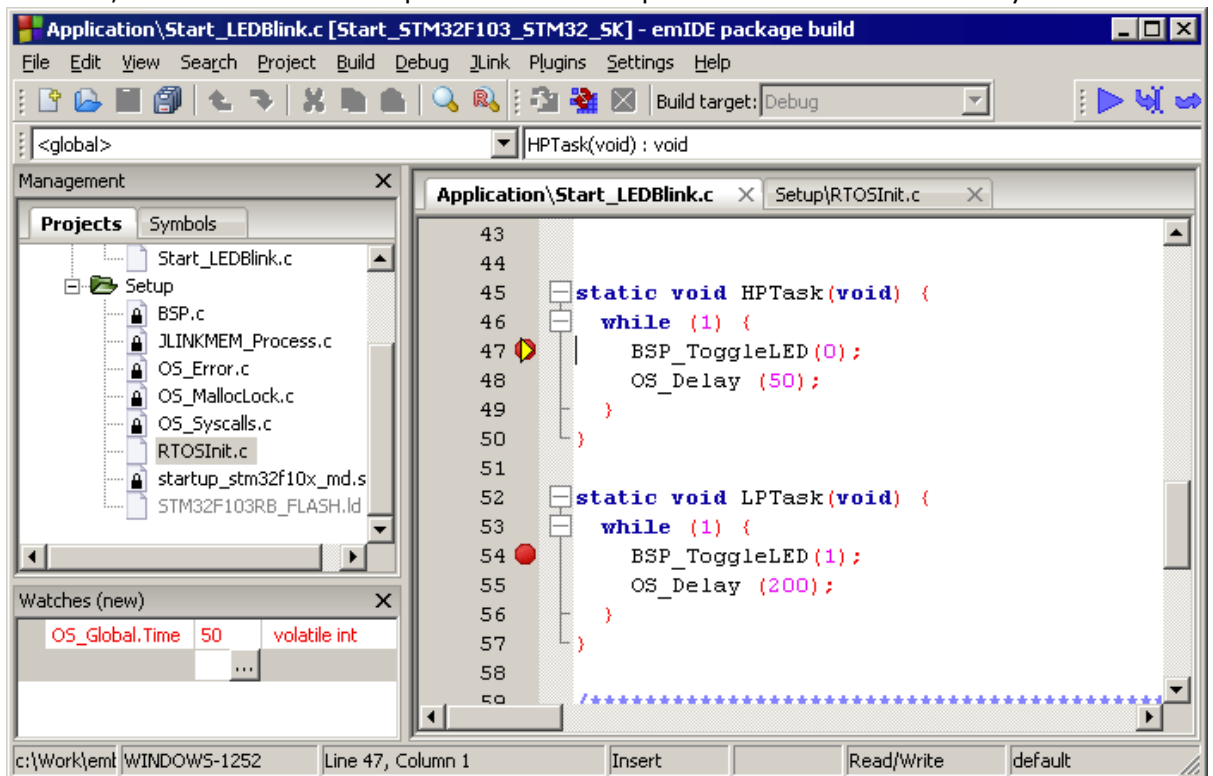 Application\Start_LEDBlink.c [Start_STM32F103_STM32_SK] - emIDE package build
File Edit View Search Project Build Debug JLink Plugins Settings Help
Build target: Debug
<global> HPTask(void) : void
Management
Projects Symbols
Start_LEDBlink.c
Setup
BSP.c
JLINKMEM_Process.c
OS_Error.c
OS_MallocLock.c
OS_Syscalls.c
RTOSInit.c
startup_stm32f10x_md.s
STM32F103RB_FLASH.ld
Watches (new)
OS_Global.Time 50 volatile int
...
Application\Start_LEDBlink.c Setup\RTOSInit.c
43
44
45 static void HPTask(void) {
46 while (1) {
47 BSP_ToggleLED(0);
48 OS_Delay (50);
49 }
50 }
51
52 static void LPTask(void) {
53 while (1) {
54 BSP_ToggleLED(1);
55 OS_Delay (200);
56 }
57 }
58
59 /*******************************************
c:\Work\emb WINDOWS-1252 Line 47, Column 1 Insert Read/Write default